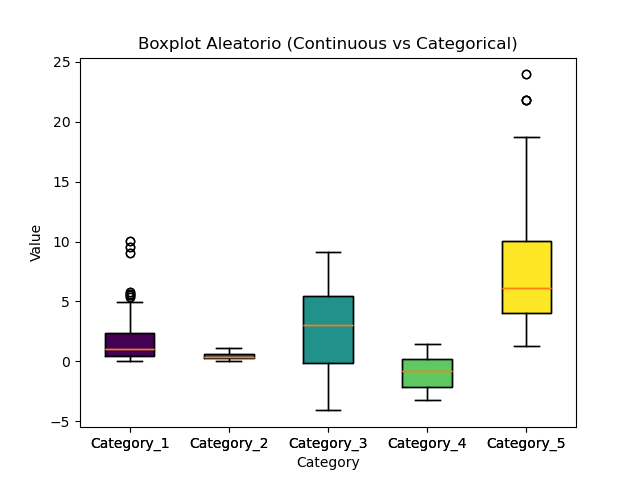 Boxplot Aleatorio (Continuous vs Categorical)
25
20
15
10
5
0
−5
Value
Category_1 Category_2 Category_3 Category_4 Category_5
Category